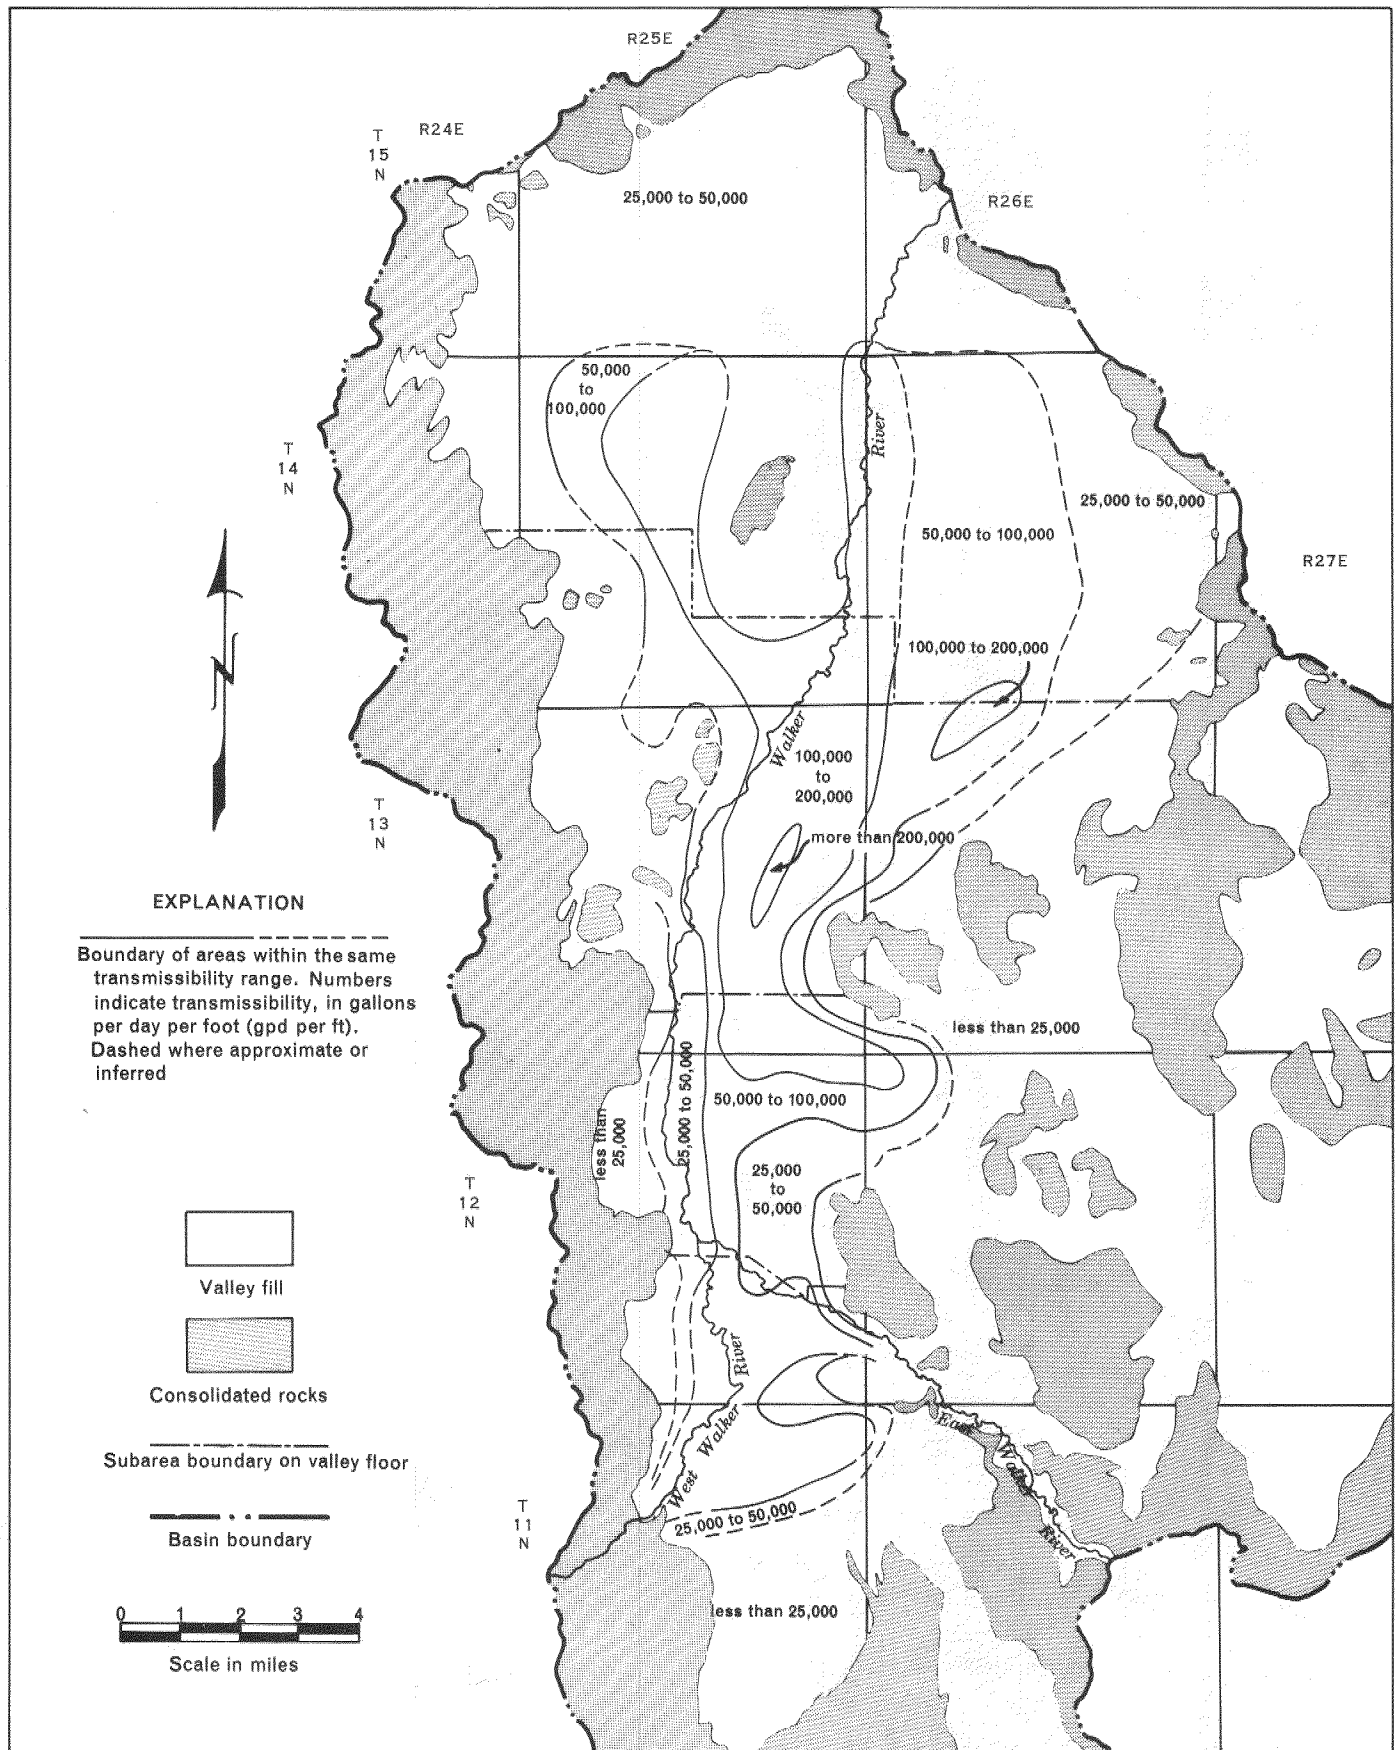 R25E
R24E
T
15
N
25,000 to 50,000
R26E
50,000
to
100,000
River
T
14
N
25,000 to 50,000
50,000 to 100,000
R27E
100,000 to 200,000
Walker
100,000
to
200,000
T
13
N
more than 200,000
EXPLANATION
Boundary of areas within the same
transmissibility range. Numbers
indicate transmissibility, in gallons
per day per foot (gpd per ft).
Dashed where approximate or
inferred
less than 25,000
25,000 to 50,000
50,000 to 100,000
less than
25,000
25,000
to
50,000
T
12
N
Valley fill
River
Walker
West
Consolidated rocks
East
Walker
River
Subarea boundary on valley floor
25,000 to 50,000
T
11
N
Basin boundary
less than 25,000
0 1 2 3 4
Scale in miles